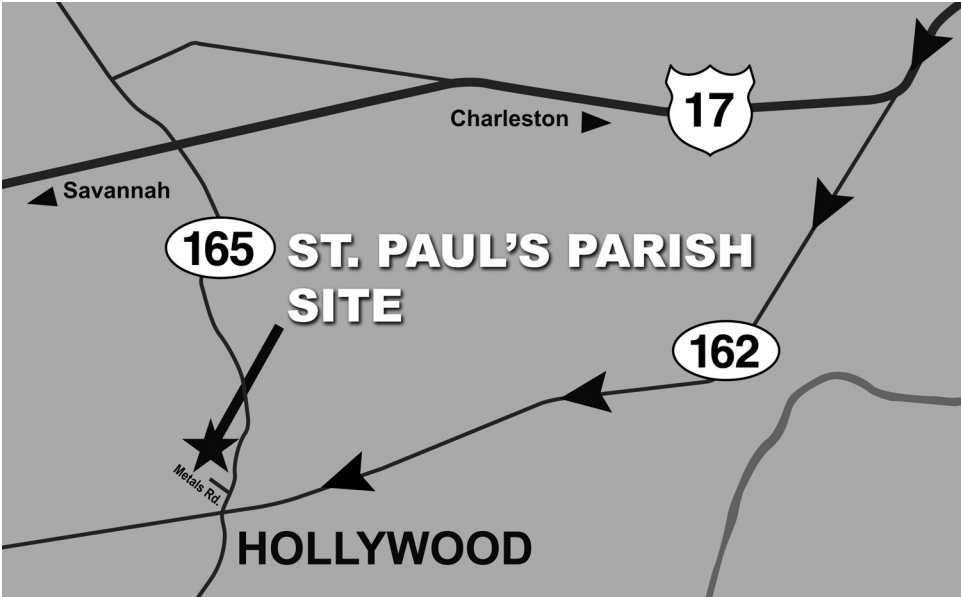 17
Charleston
Savannah
165
ST. PAUL’S PARISH
SITE
162
Metals Rd.
HOLLYWOOD